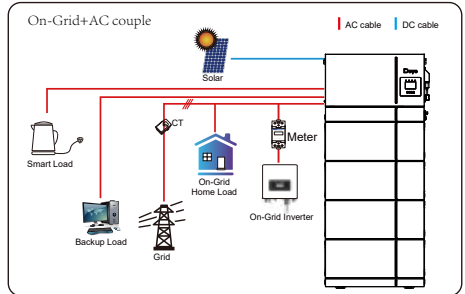 On-Grid+AC couple
AC cable
DC cable
Solar
Deye
CT
Meter
Smart Load
On-Grid
Home Load
On-Grid Inverter
Backup Load
Grid